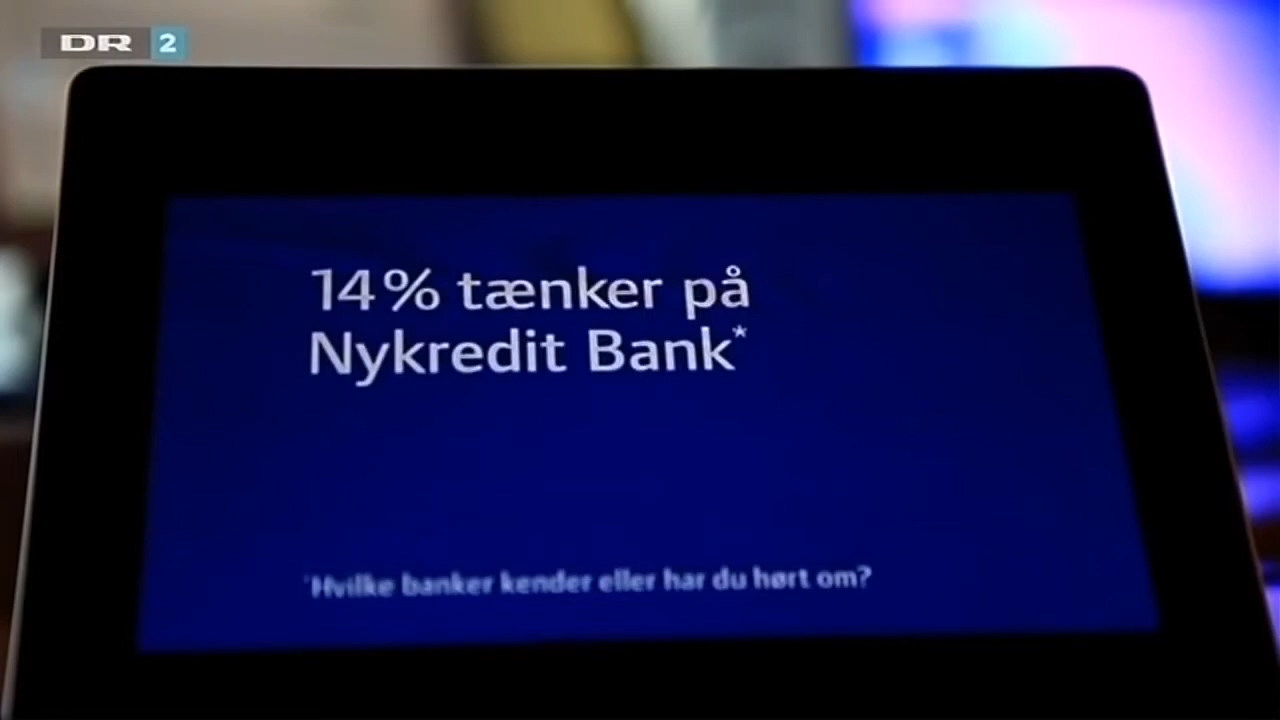 DR 2
14% tænker på
Nykredit Bank*
*Hvilke banker kender eller har du hørt om?